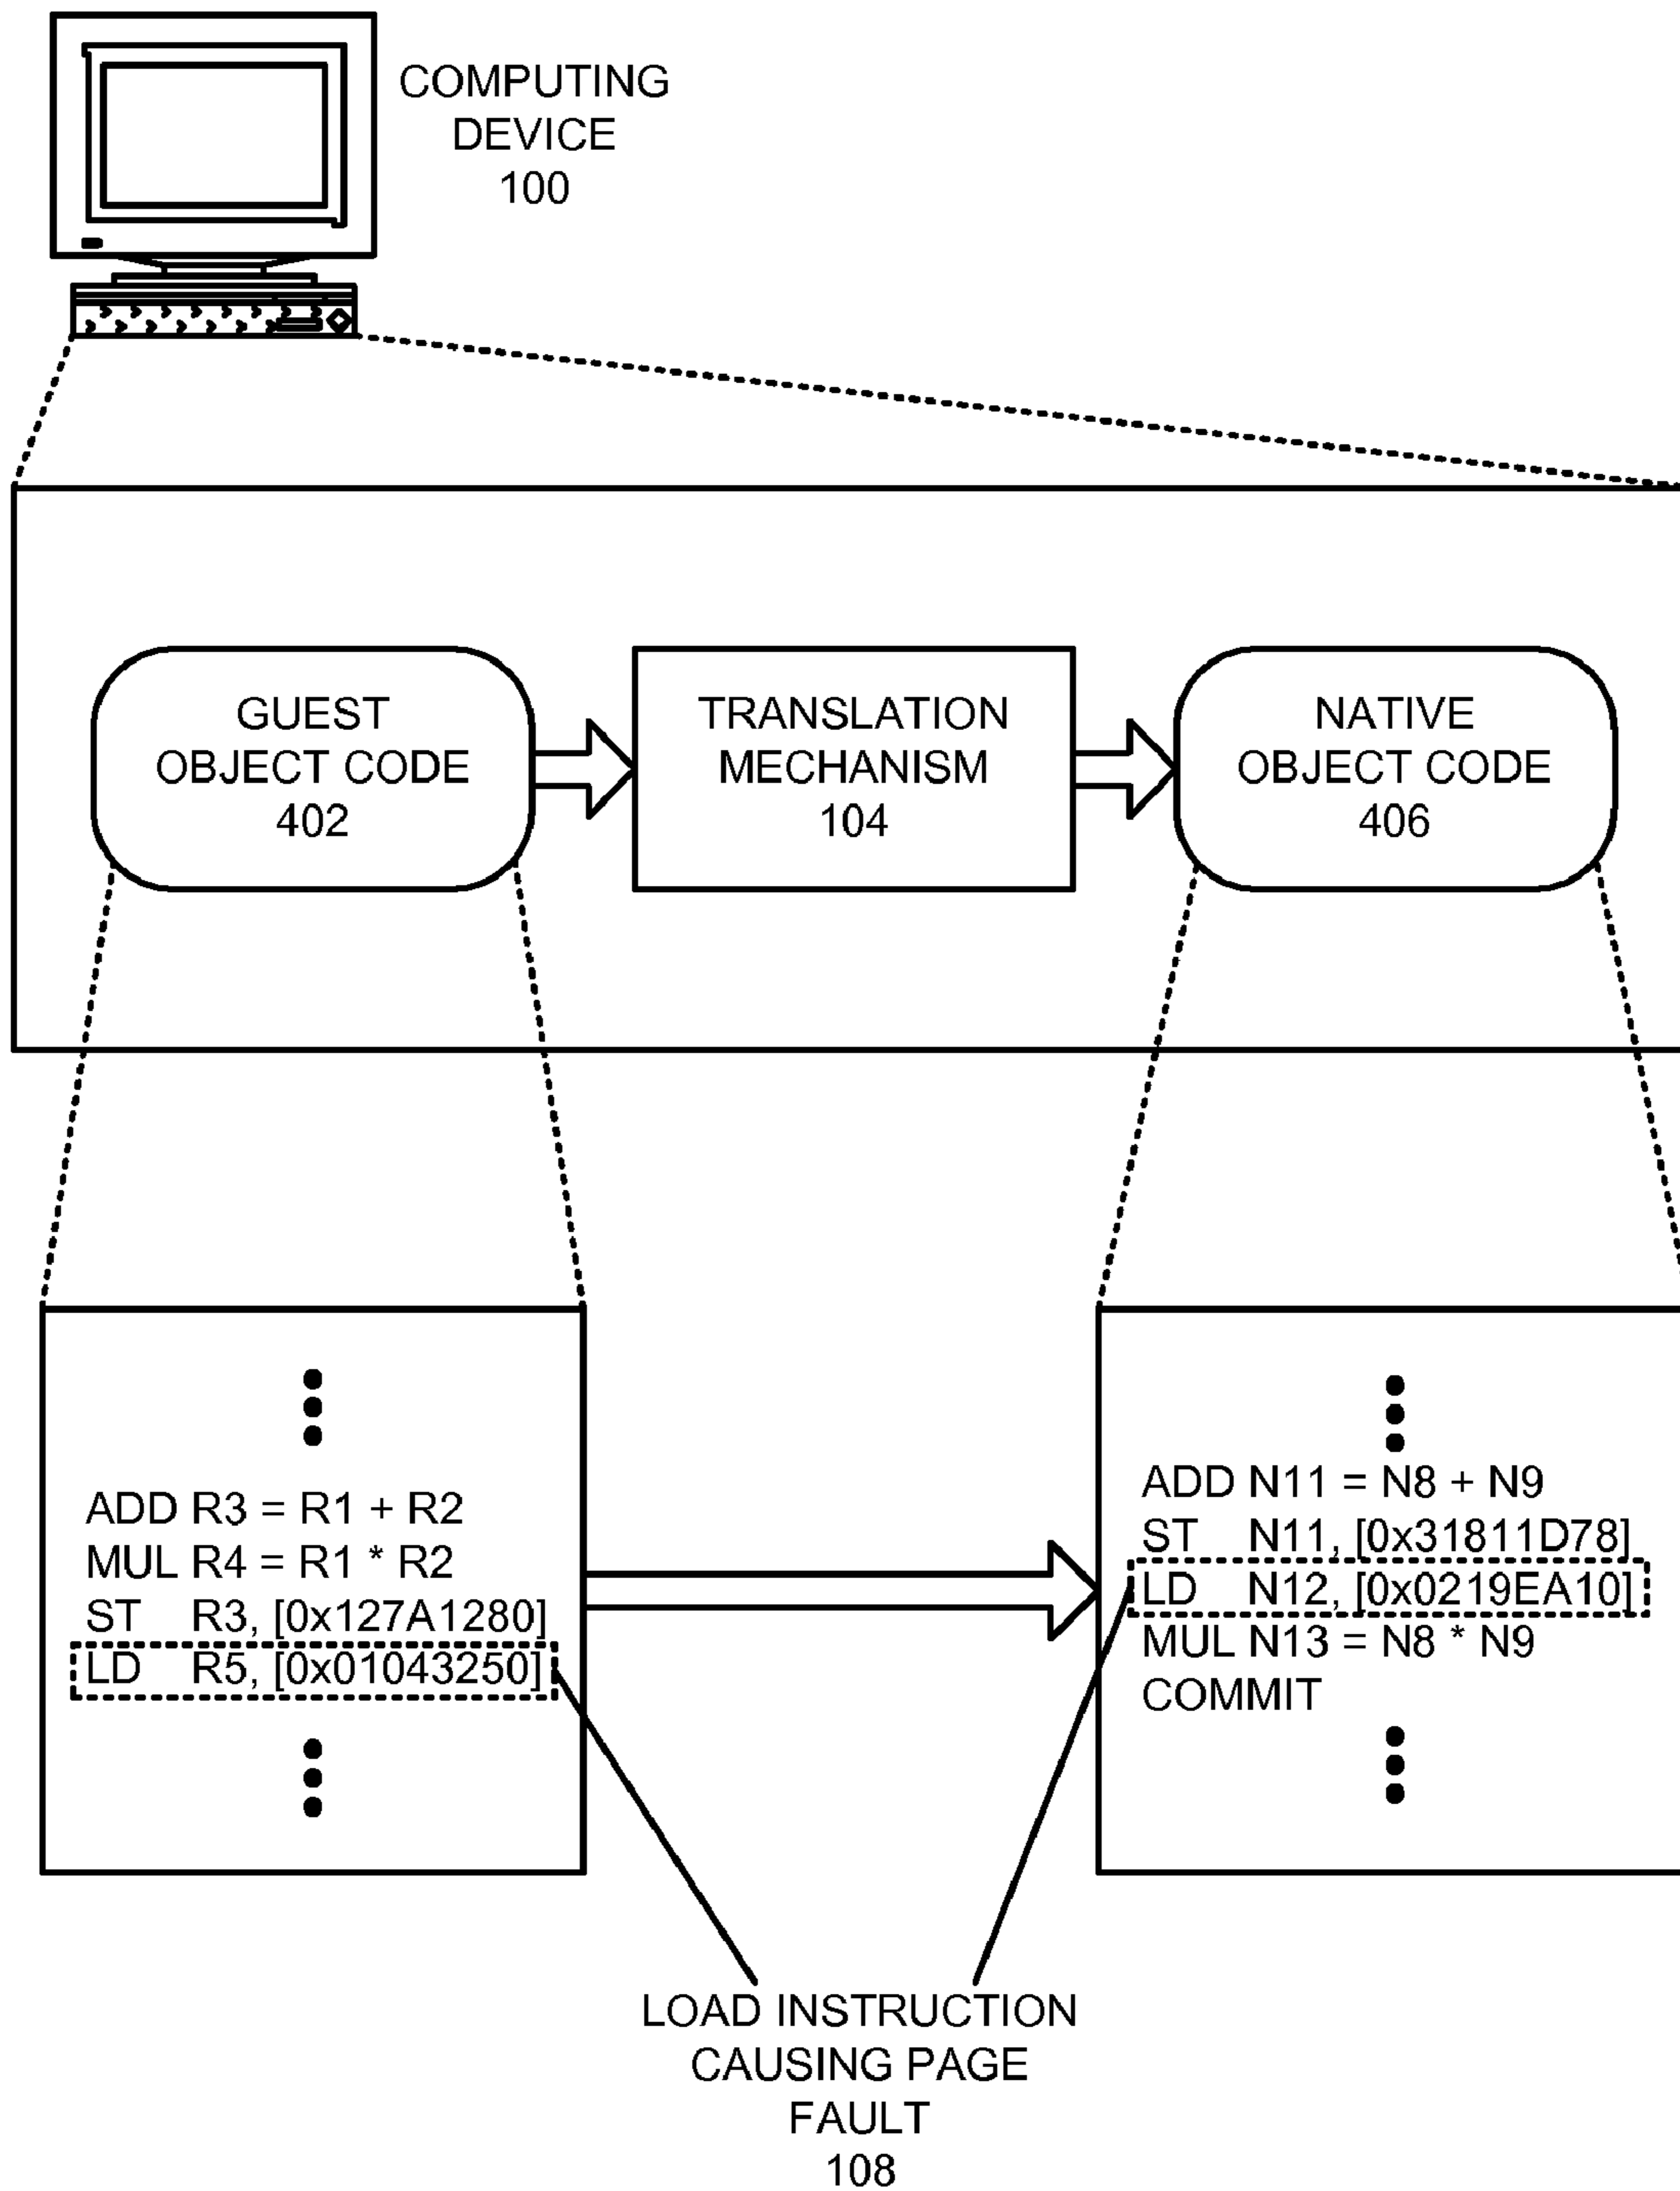 COMPUTING
DEVICE
100
GUEST
OBJECT CODE
402
TRANSLATION
MECHANISM
104
NATIVE
OBJECT CODE
406
ADD R3 = R1 + R2
MUL R4 = R1 * R2
ST R3, [0x127A1280]
LD R5, [0x01043250]
ADD N11 = N8 + N9
ST N11, [0x31811D78]
LD N12, [0x0219EA10]
MUL N13 = N8 * N9
COMMIT
LOAD INSTRUCTION
CAUSING PAGE
FAULT
108